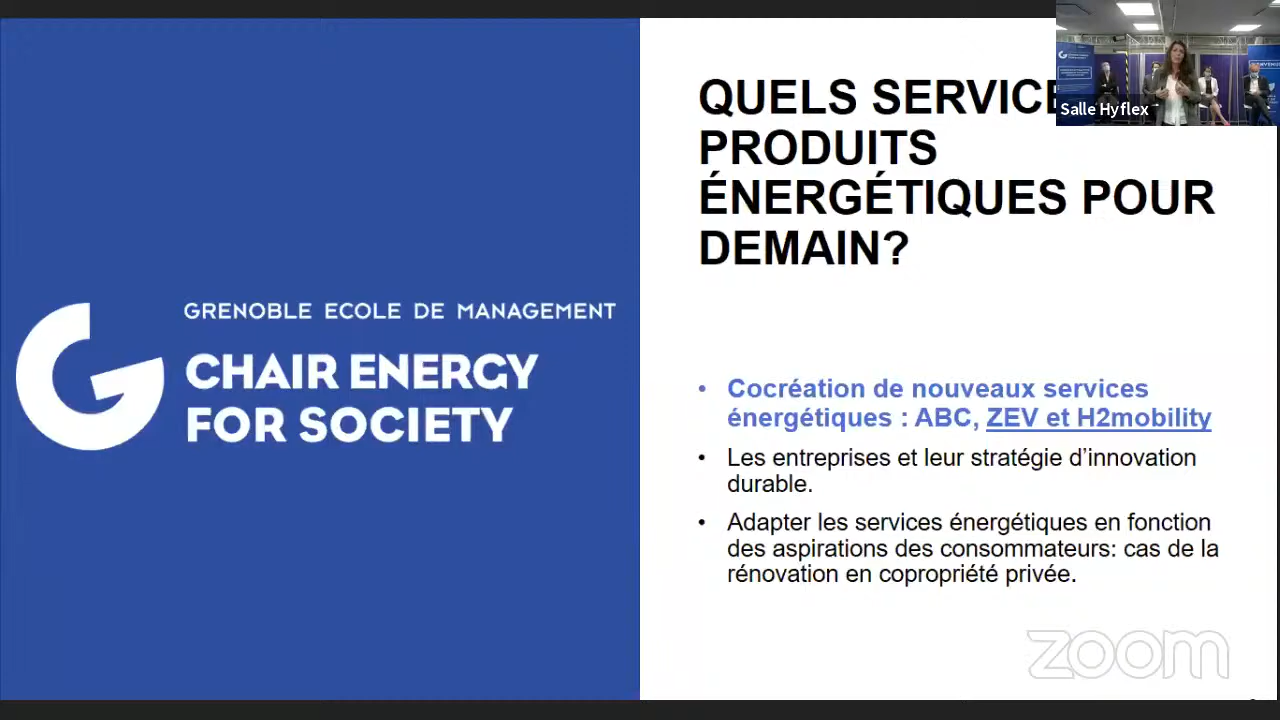 QUELS SERVICE
PRODUITS
ÉNERGÉTIQUES POUR
DEMAIN?
Salle Hyflex
GRENOBLE ECOLE DE MANAGEMENT
CHAIR ENERGY
FOR SOCIETY
• Cocréation de nouveaux services
énergétiques : ABC, ZEV et H2mobility
• Les entreprises et leur stratégie d’innovation
durable.
• Adapter les services énergétiques en fonction
des aspirations des consommateurs: cas de la
rénovation en copropriété privée.
zoom